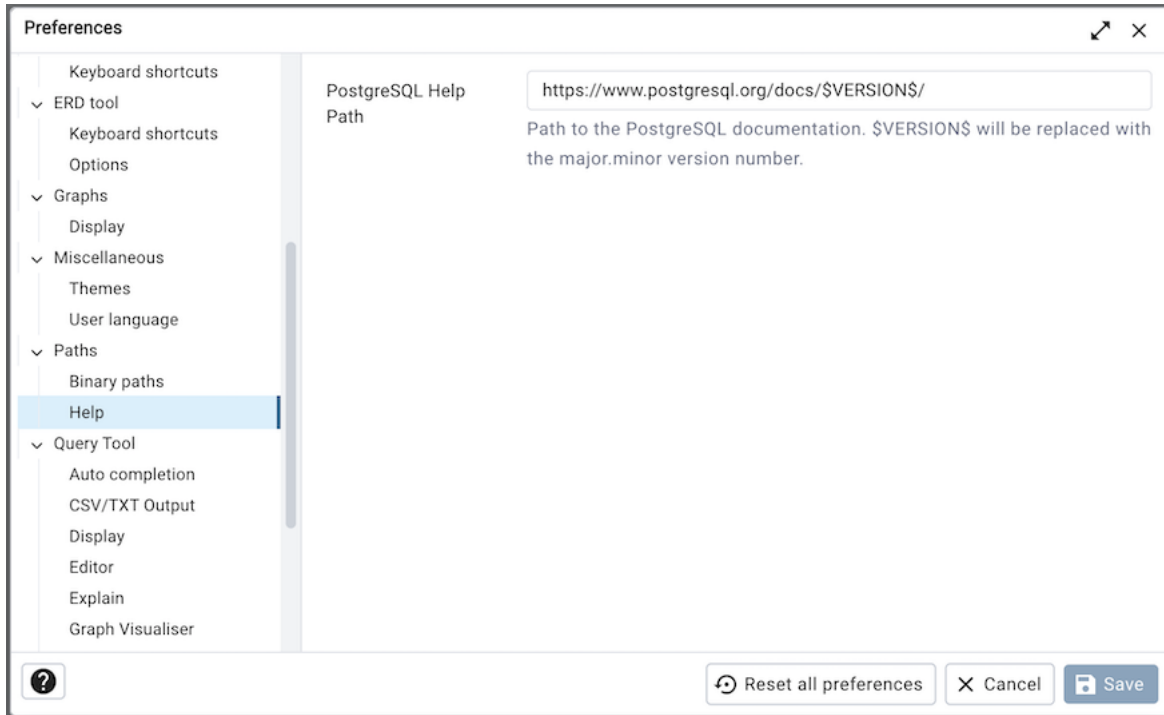 Preferences
Keyboard shortcuts
ERD tool
Keyboard shortcuts
Options
Graphs
Display
Miscellaneous
Themes
User language
Paths
Binary paths
Help
Query Tool
Auto completion
CSV/TXT Output
Display
Editor
Explain
Graph Visualiser
PostgreSQL Help
Path
https://www.postgresql.org/docs/$VERSION$/
Path to the PostgreSQL documentation. $VERSION$ will be replaced with
the major.minor version number.
?
Reset all preferences
Cancel
Save